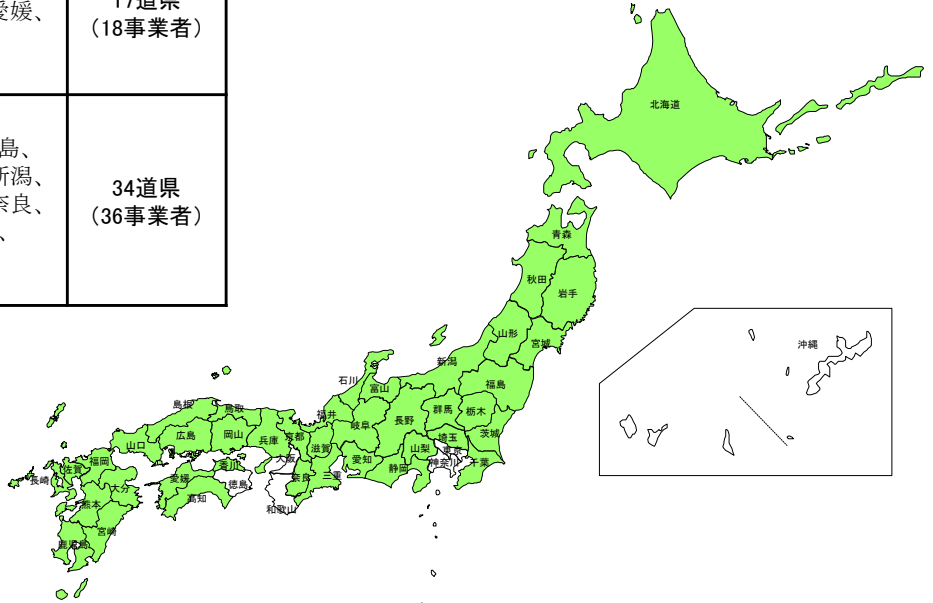 愛媛、
17道県
（18事業者）
島、
新潟、
奈良、
、
34道県
（36事業者）
北海道
青森
秋田
岩手
山形
宮城
沖縄
新潟
石川
富山
福島
島根
鳥取
福井
群馬
栃木
長野
岐阜
茨城
広島
岡山
兵庫
京都
埼玉
山口
滋賀
山梨
東京
大阪
愛知
神奈川
千葉
福岡
佐賀
香川
静岡
長崎
愛媛
徳島
奈良
三重
大分
高知
熊本
和歌山
宮崎
鹿児島